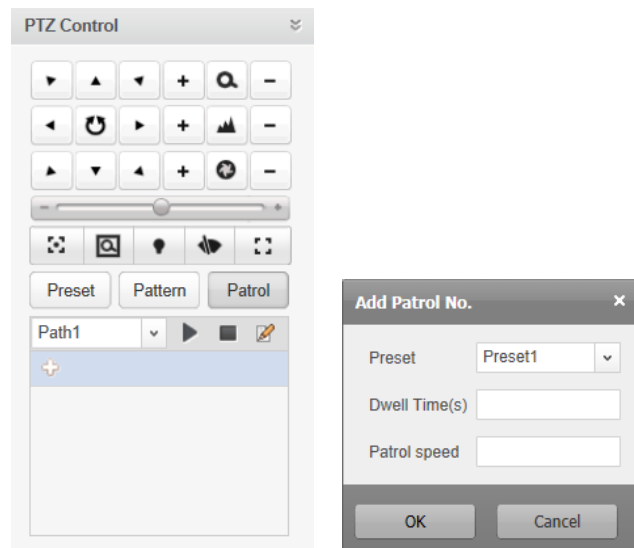 PTZ Control
Preset
Pattern
Patrol
Path1
Add Patrol No.
Preset
Preset1
Dwell Time(s)
Patrol speed
OK
Cancel